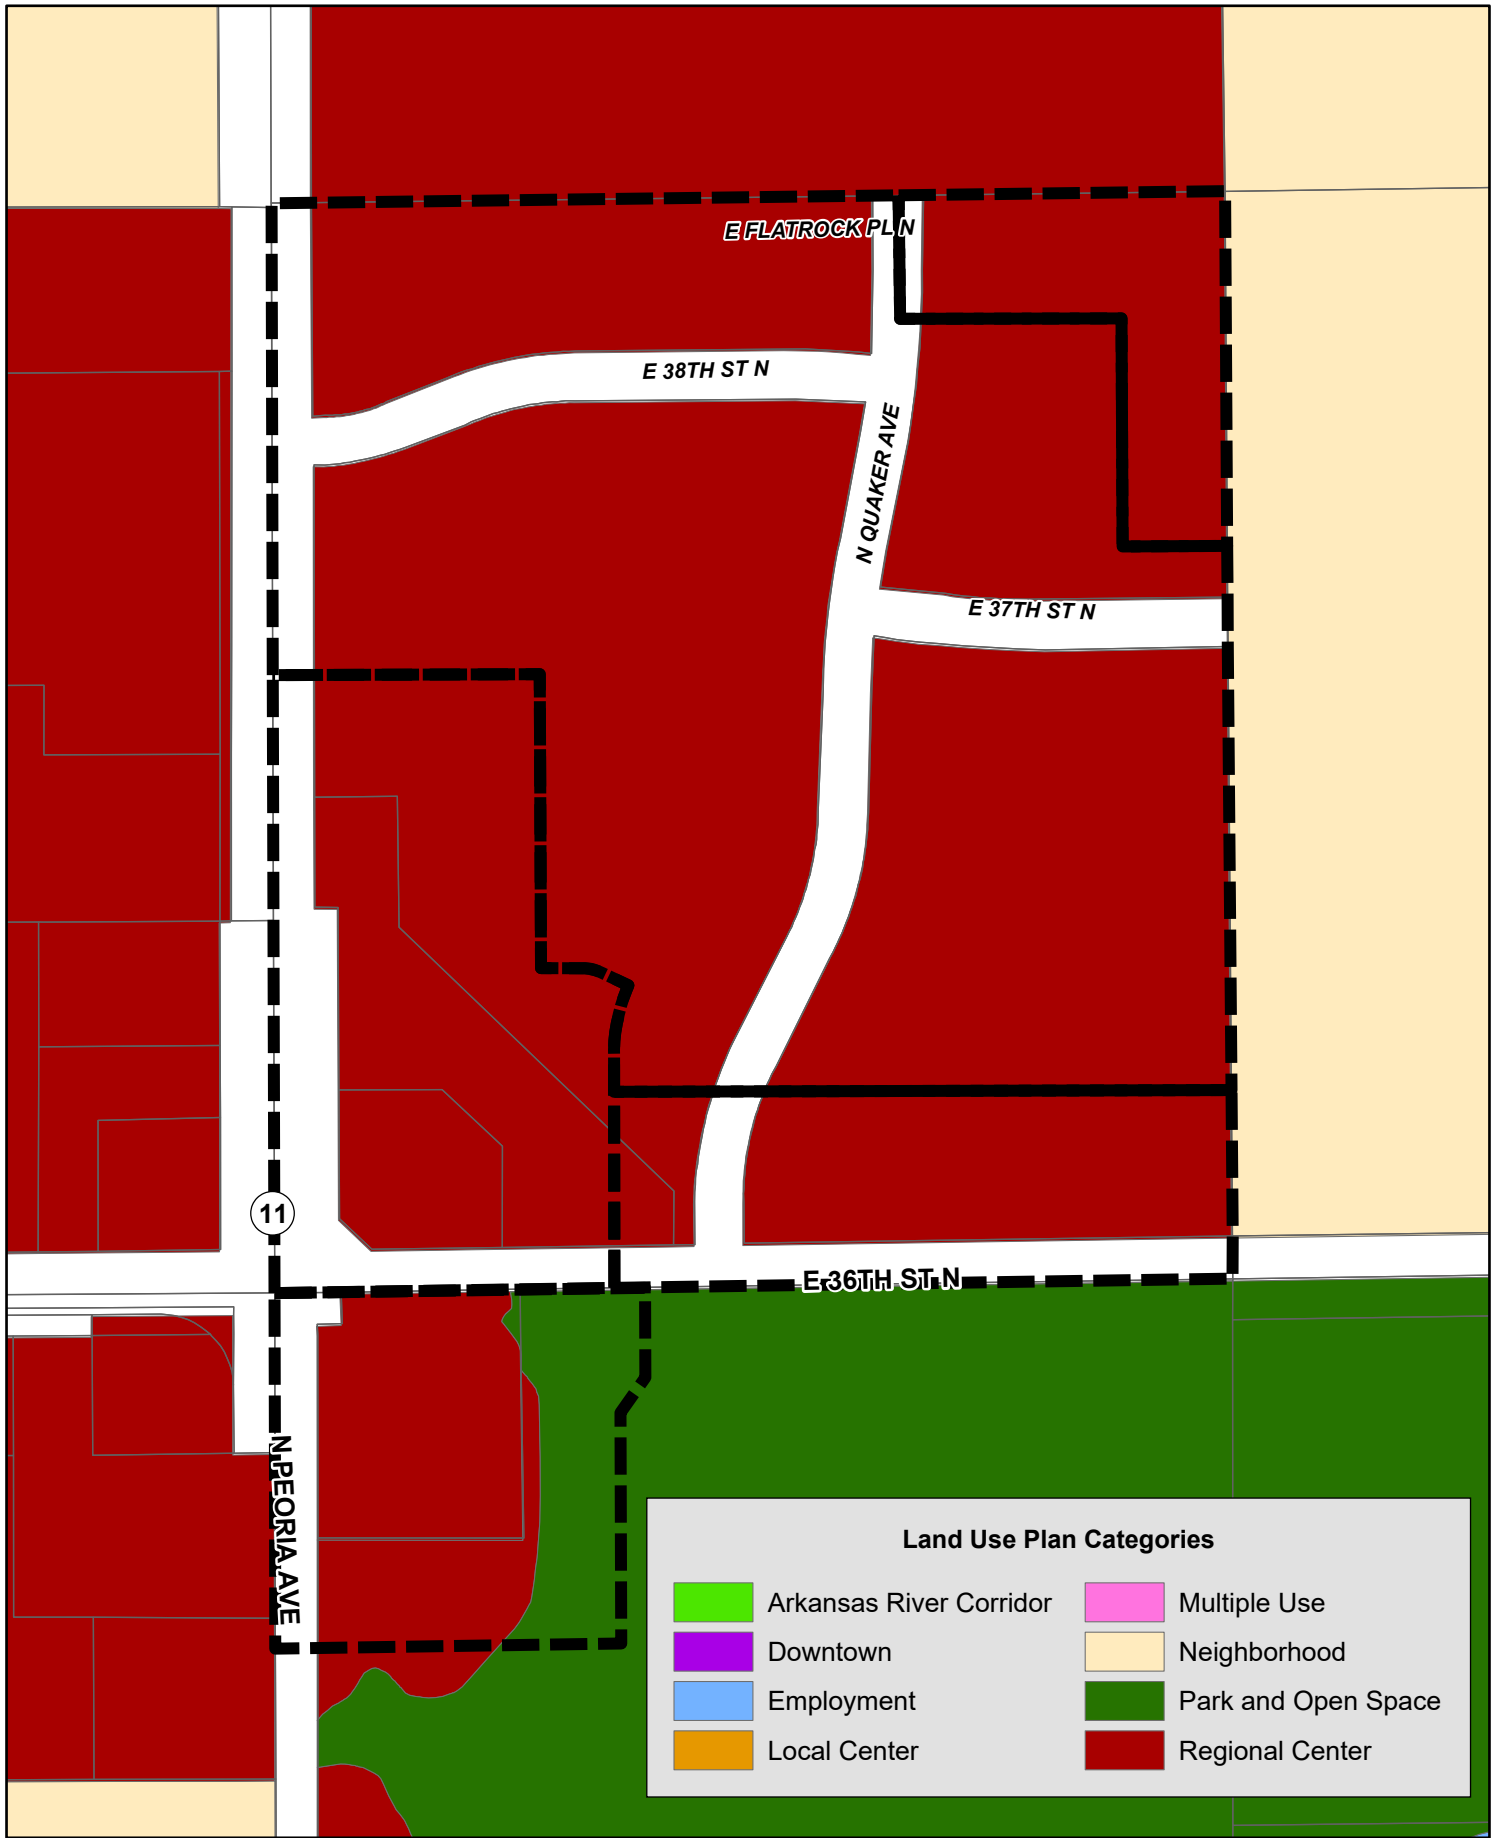 E FLATROCK PL N
E 38TH ST N
N QUAKER AVE
E 37TH ST N
11
E 36TH ST N
N PEORIA AVE
Land Use Plan Categories
Arkansas River Corridor
Downtown
Employment
Local Center
Multiple Use
Neighborhood
Park and Open Space
Regional Center